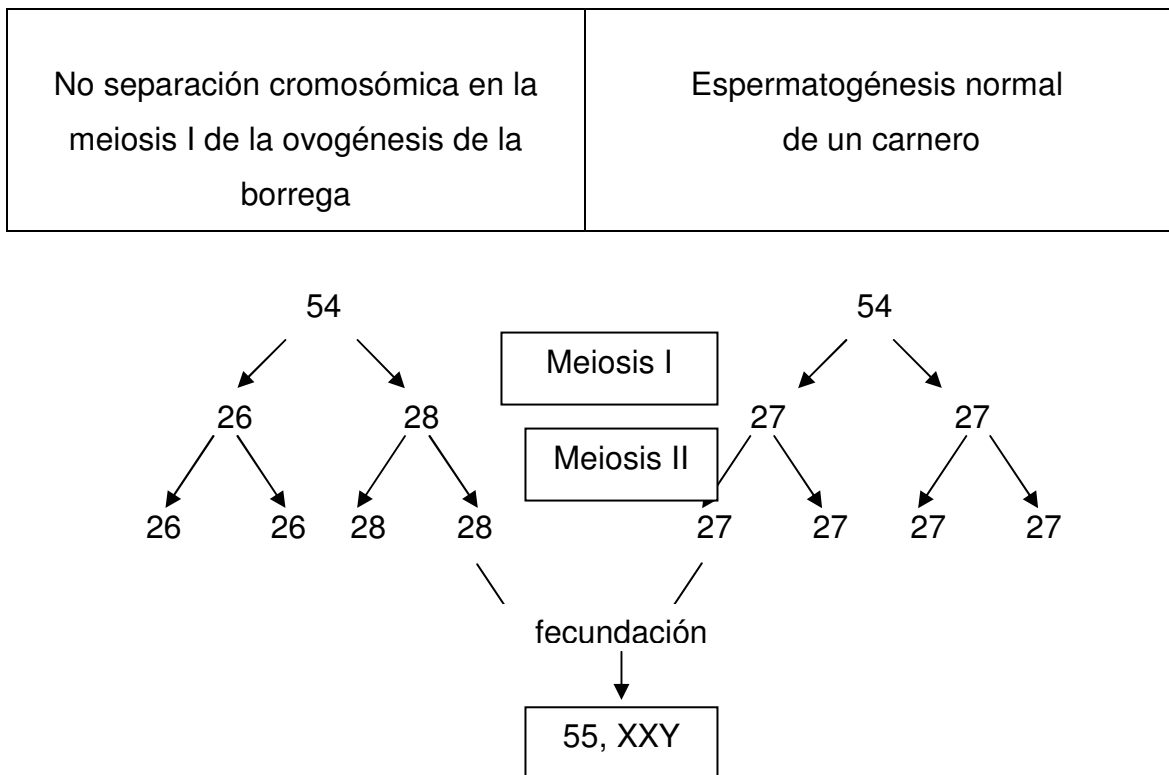 No separación cromosómica en la
meiosis I de la ovogénesis de la
borrega
Espermatogénesis normal
de un carnero
54
54
Meiosis I
26
28
27
27
Meiosis II
26
26
28
28
27
27
27
27
fecundación
55, XXY